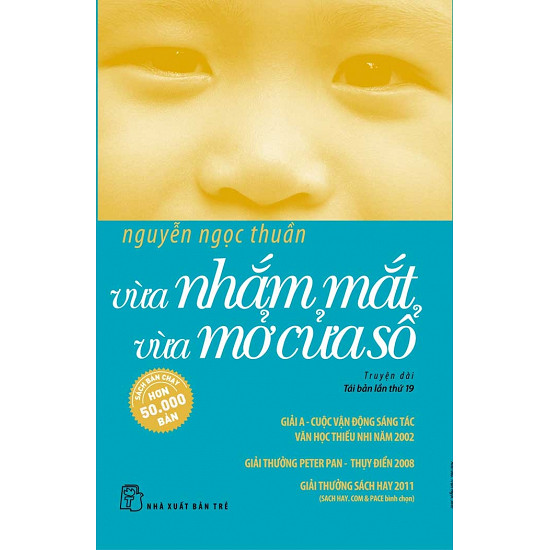 nguyễn ngọc thuần
vừa nhắm mắt
vừa mở cửa sổ
Truyện dài
Tái bản lần thứ 19
SÁCH BÁN CHẠY
HƠN
50.000
BẢN
GIẢI A - CUỘC VẬN ĐỘNG SÁNG TÁC
VĂN HỌC THIẾU NHI NĂM 2002
GIẢI THƯỞNG PETER PAN - THỤY ĐIỂN 2008
GIẢI THƯỞNG SÁCH HAY 2011
(SACH HAY. COM & PACE bình chọn)
NHÀ XUẤT BẢN TRẺ